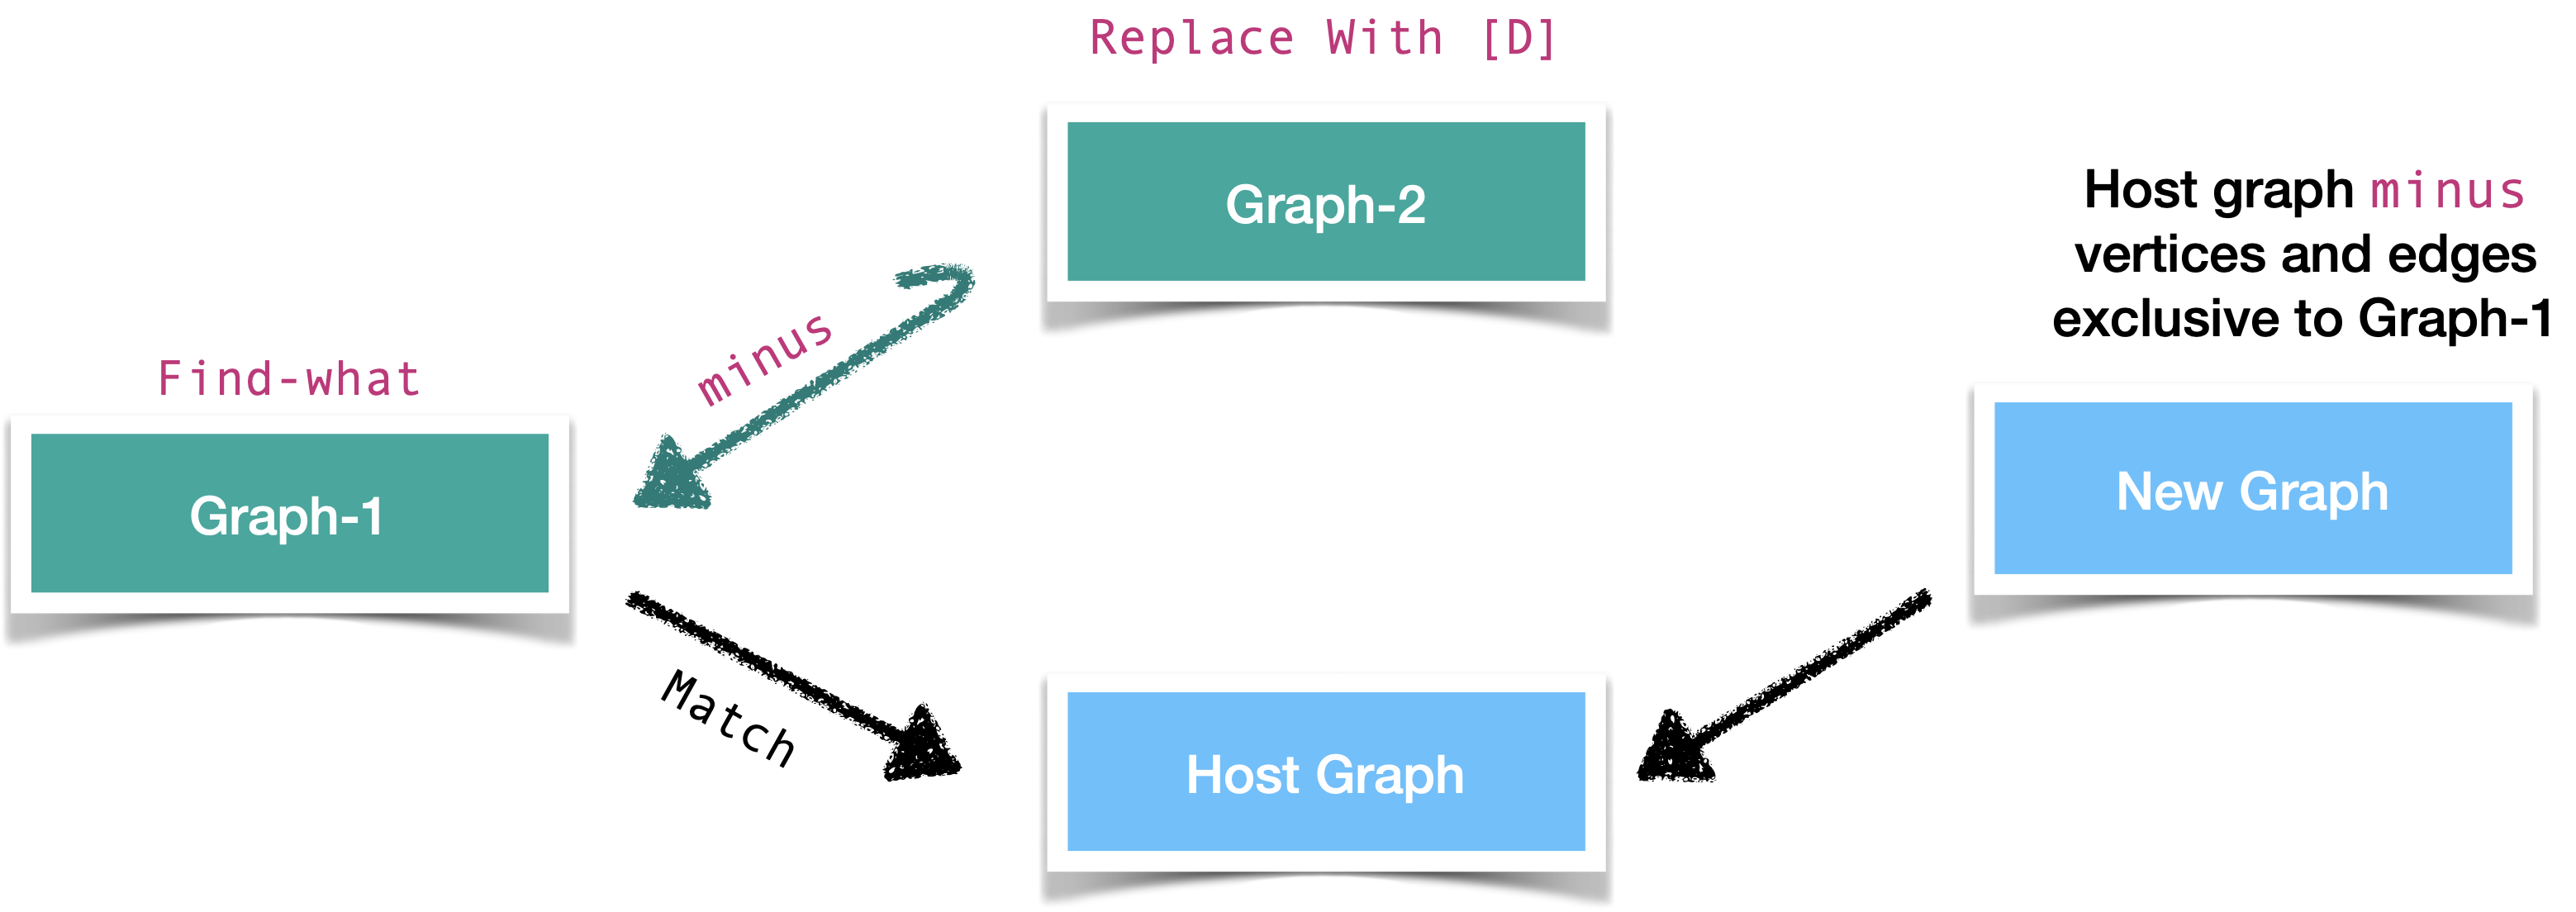 Replace With [D]
Graph-2
Host graph minus
vertices and edges
exclusive to Graph-1
minus
Find-what
Graph-1
New Graph
Match
Host Graph